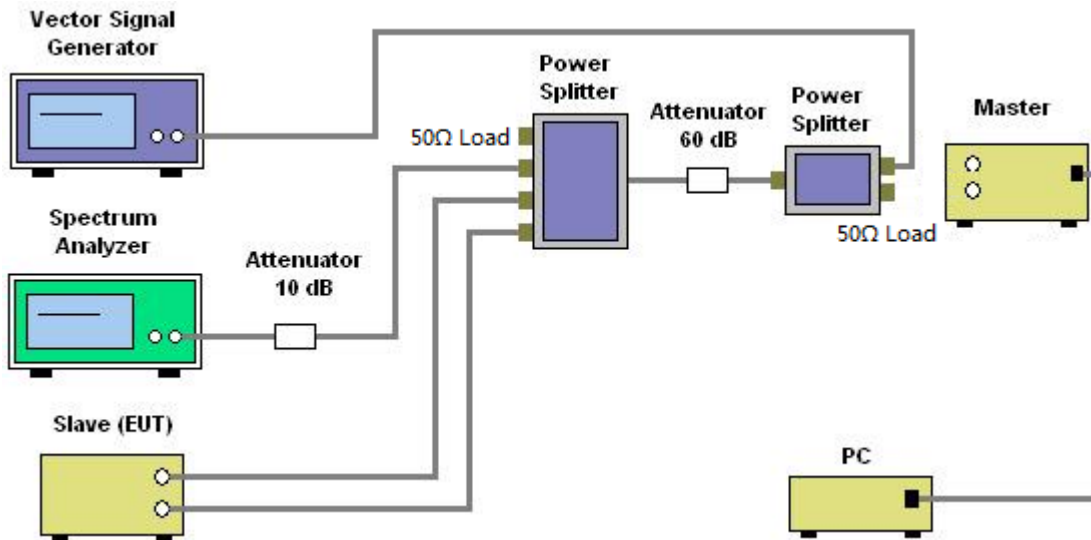 Vector Signal
Generator
Power
Splitter
50Ω Load
Attenuator
60 dB
Power
Splitter
Master
50Ω Load
Spectrum
Analyzer
Attenuator
10 dB
Slave (EUT)
PC